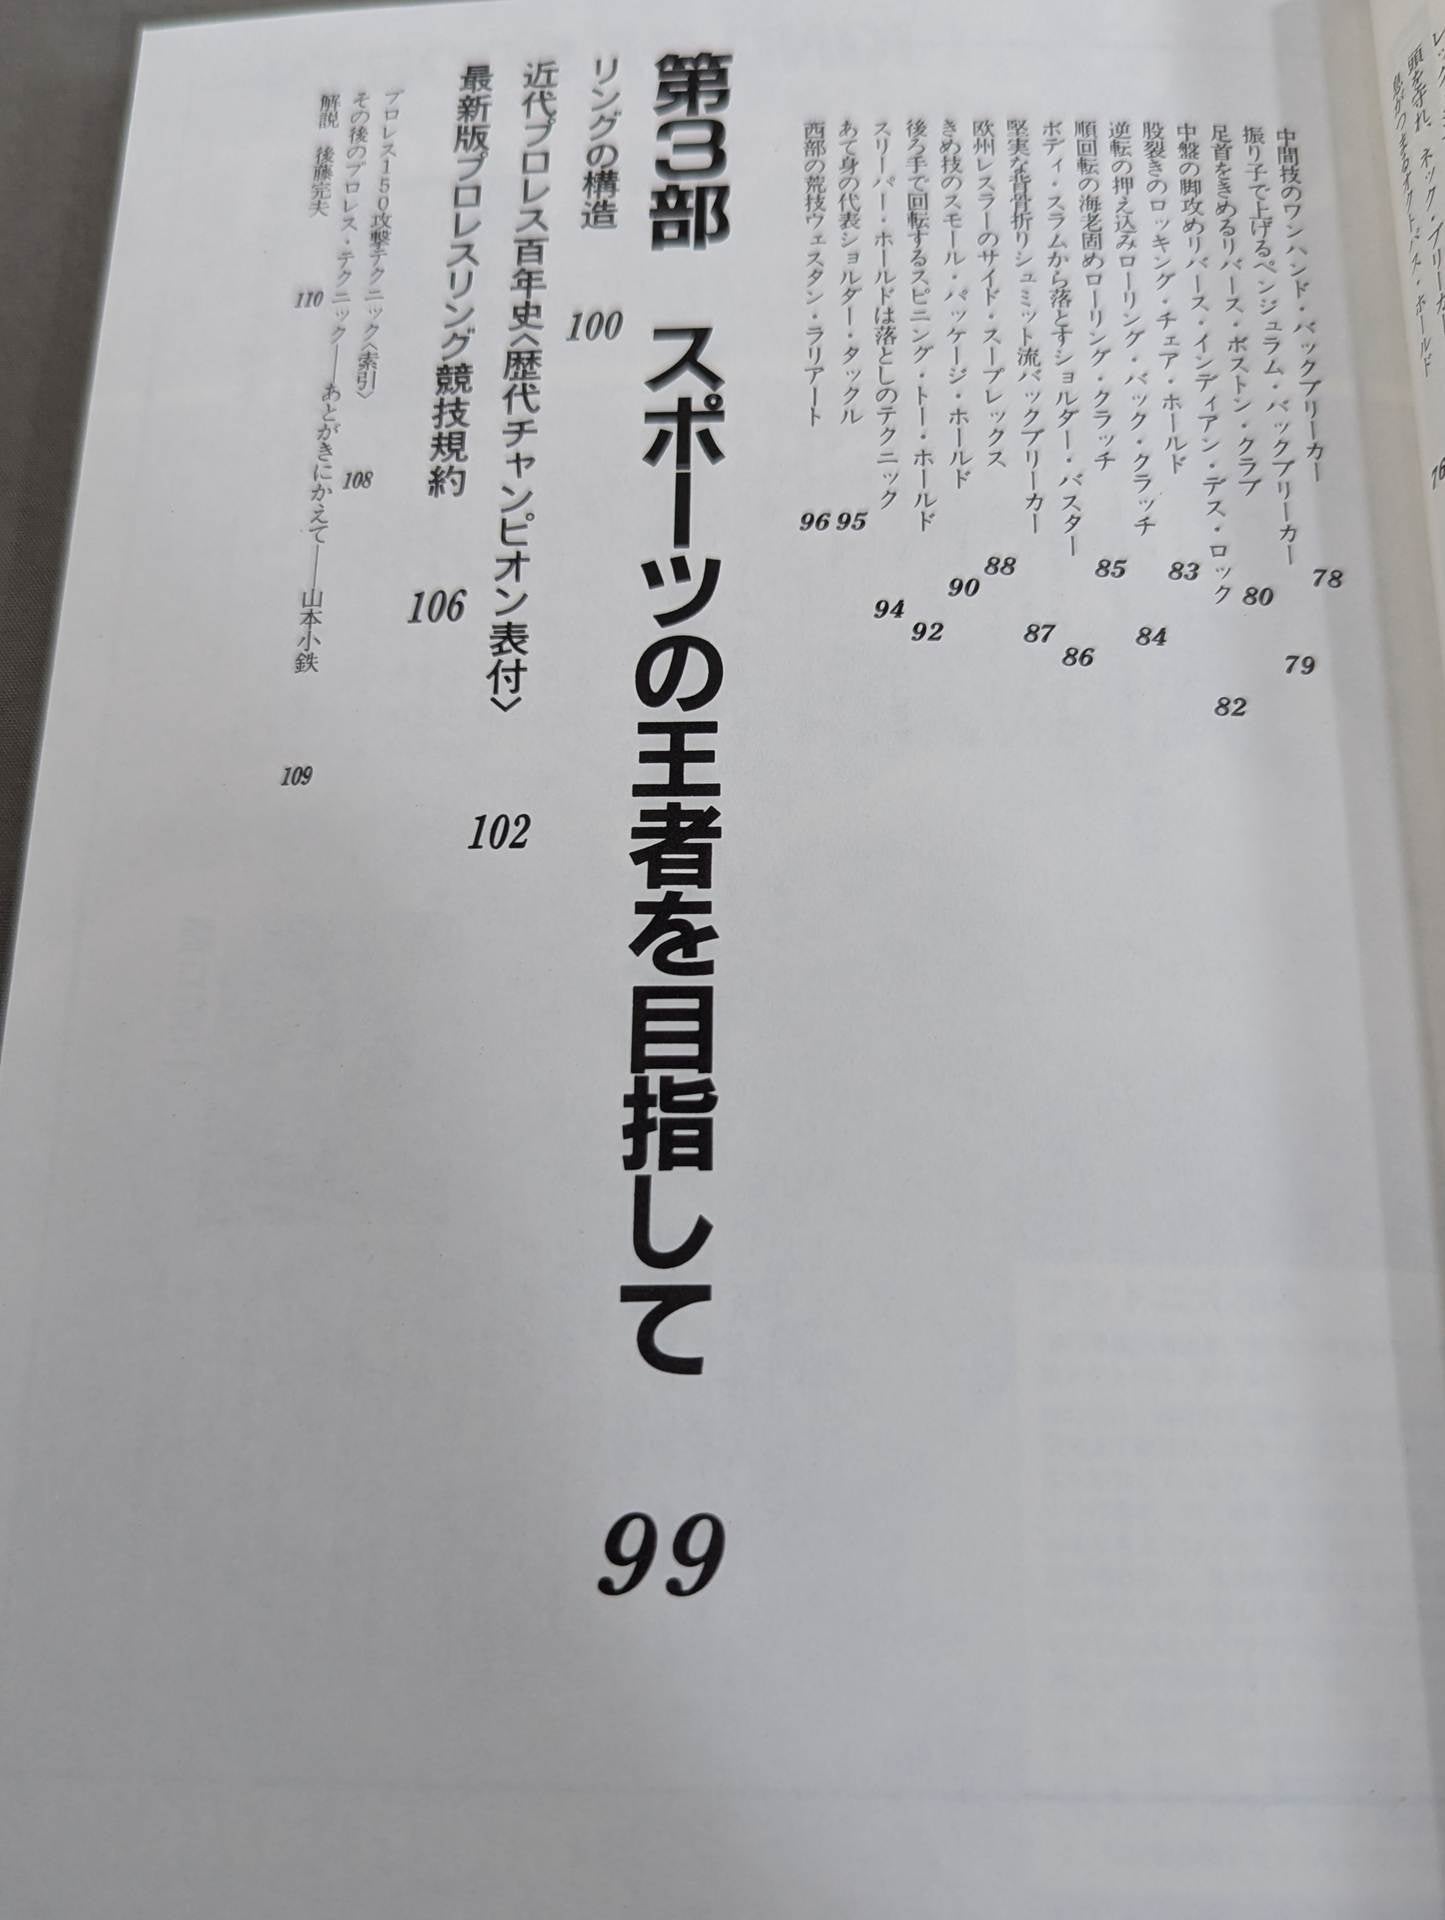 頭を守れ、ネック・ブリーカー
中間技のワンハンド・バックブリーカー 78
振り子で上げるペンジュラム・バックブリーカー 79
足首をきめるリバース・ボストン・クラブ 80
中盤の脚攻めリバース・インディアン・デス・ロック 82
股裂きのロッキング・チェア・ホールド 83
逆転の押え込みローリング・バック・クラッチ 84
順回転の海老固めローリング・クラッチ 85
ボディ・スラムから落とすショルダー・バスター 86
堅実な背骨折りシュミット流バックブリーカー 87
欧州レスラーのサイド・スープレックス 88
きめ技のスモール・パッケージ・ホールド 90
後ろ手で回転するスピニング・トー・ホールド 92
スリーパー・ホールドは落としのテクニック 94
あて身の代表ショルダー・タックル 95
西部の荒技ウェスタン・ラリアート 96
第3部 スポーツの王者を目指して 99
リングの構造 100
近代プロレス百年史〈歴代チャンピオン表付〉 102
最新版プロレスリング競技規約 106
プロレス150攻撃テクニック〈索引〉 108
その後のプロレス・テクニック——あとがきにかえて——山本小鉄 109
解説 後藤完夫 110